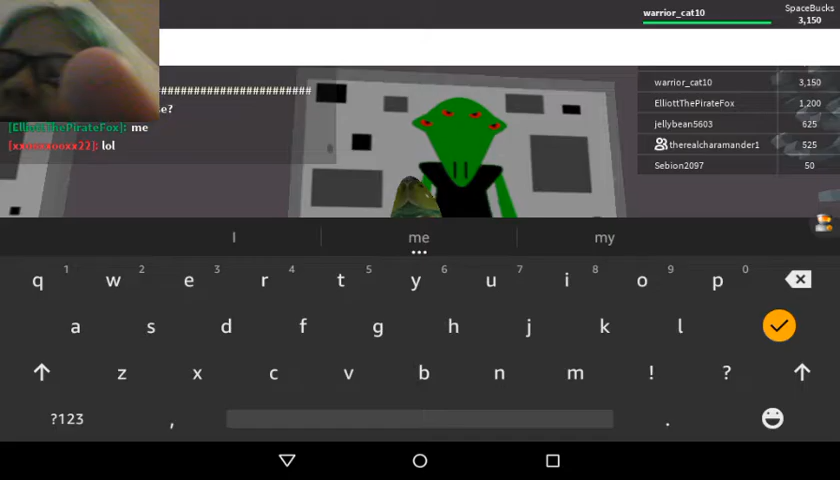 warrior_cat10 SpaceBucks
3,150
warrior_cat10 3,150
ElliottThePirateFox 1,200
jellybean5603 625
therealcharamander1 525
Sebion2097 50
######################
e?
[ElliottThePirateFox]: me
lol
I me my
1 2 3 4 5 6 7 8 9 0
q w e r t y u i o p
a s d f g h j k l
z x c v b n m ! ?
?123 , .